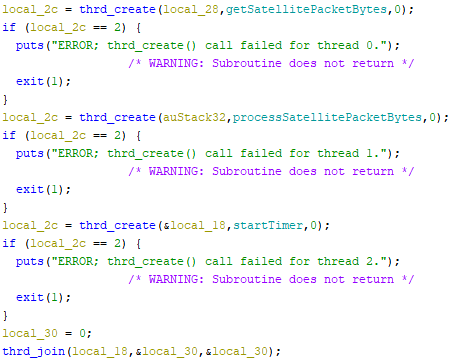 local_2c = thrd_create(local_28,getSatellitePacketBytes,0);
if (local_2c == 2) {
puts("ERROR; thrd_create() call failed for thread 0.");
/* WARNING: Subroutine does not return */
exit(1);
}
local_2c = thrd_create(auStack32,processSatellitePacketBytes,0);
if (local_2c == 2) {
puts("ERROR; thrd_create() call failed for thread 1.");
/* WARNING: Subroutine does not return */
exit(1);
}
local_2c = thrd_create(&local_18,startTimer,0);
if (local_2c == 2) {
puts("ERROR; thrd_create() call failed for thread 2.");
/* WARNING: Subroutine does not return */
exit(1);
}
local_30 = 0;
thrd_join(local_18,&local_30,&local_30);